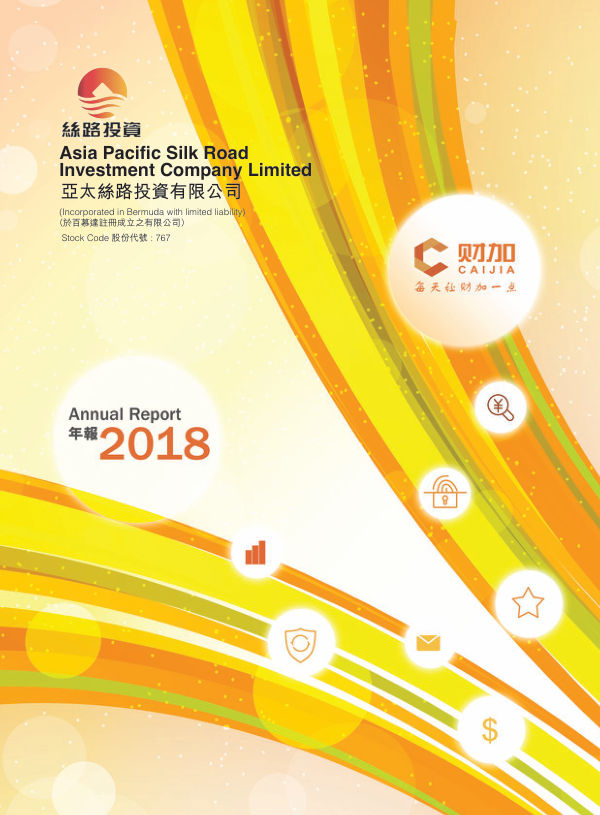 絲路投資
Asia Pacific Silk Road
Investment Company Limited
亞太絲路投資有限公司
(Incorporated in Bermuda with limited liability)
(於百慕達註冊成立之有限公司)
Stock Code 股份代號 : 767
财加
CAIJIA
每天让财加一点
Annual Report
年報2018
¥
$